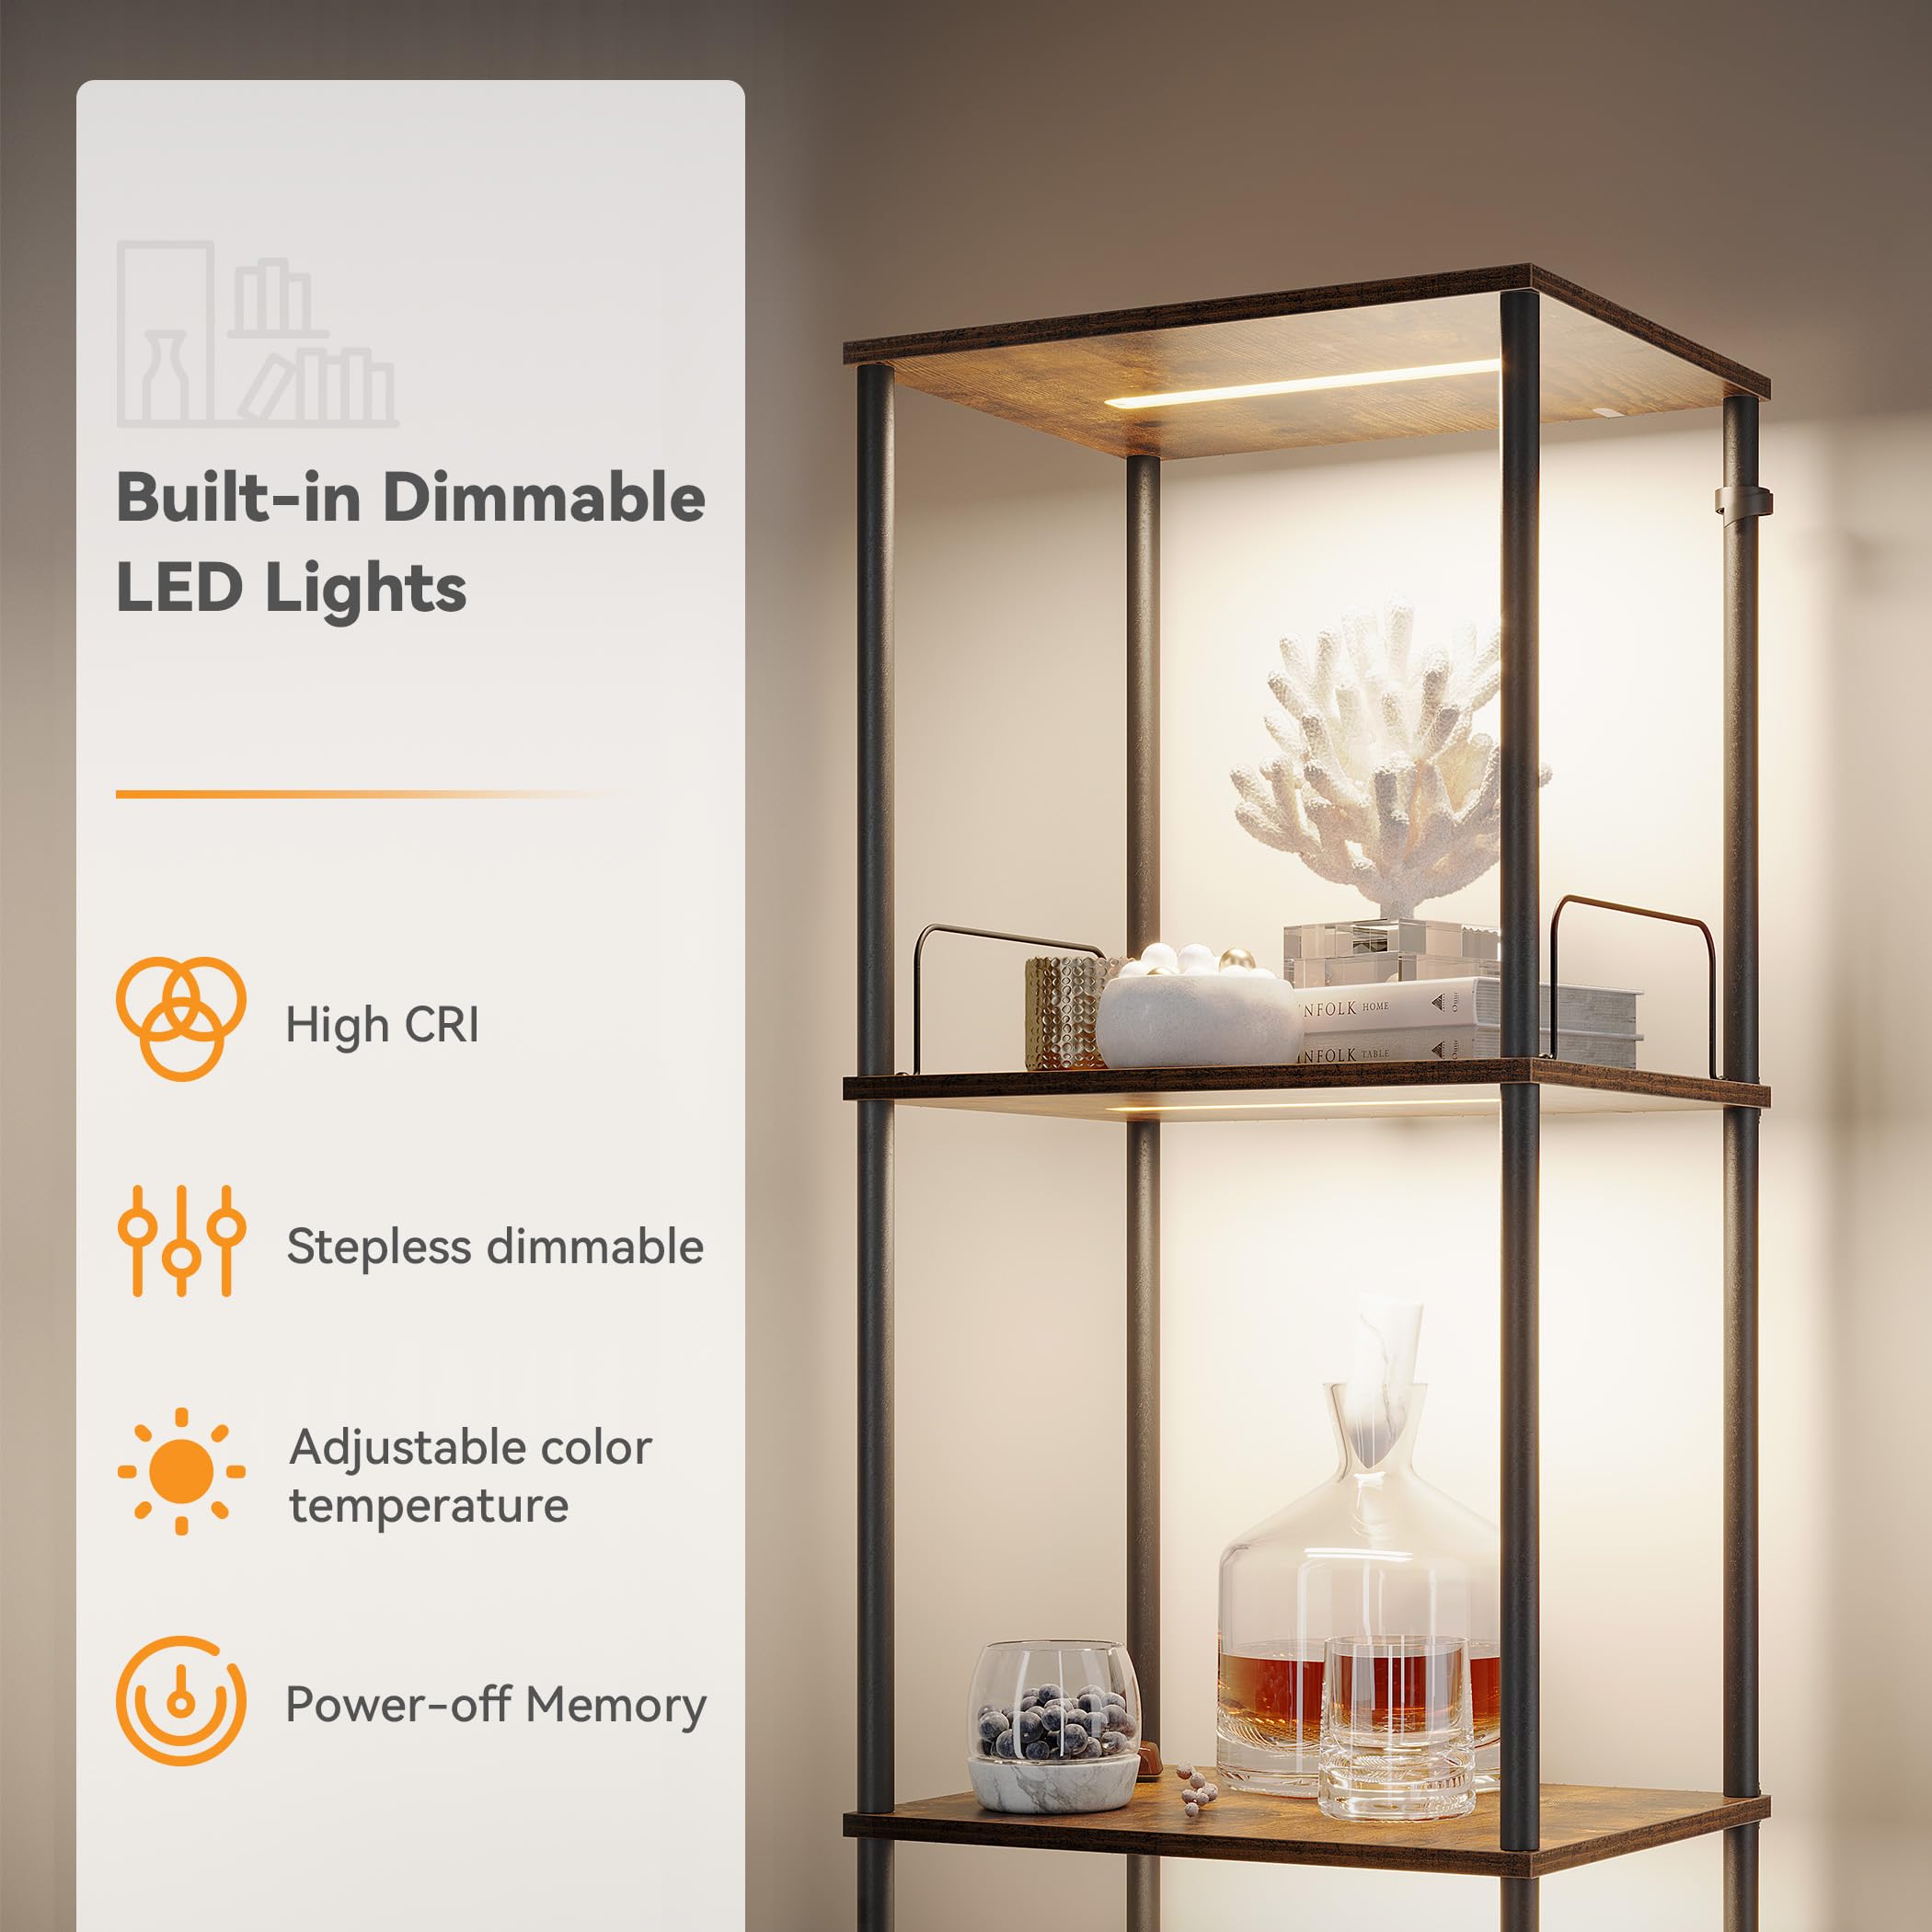 Built-in Dimmable
LED Lights
High CRI
Stepless dimmable
Adjustable color
temperature
Power-off Memory
NFOLK HOME
NFOLK TABLE